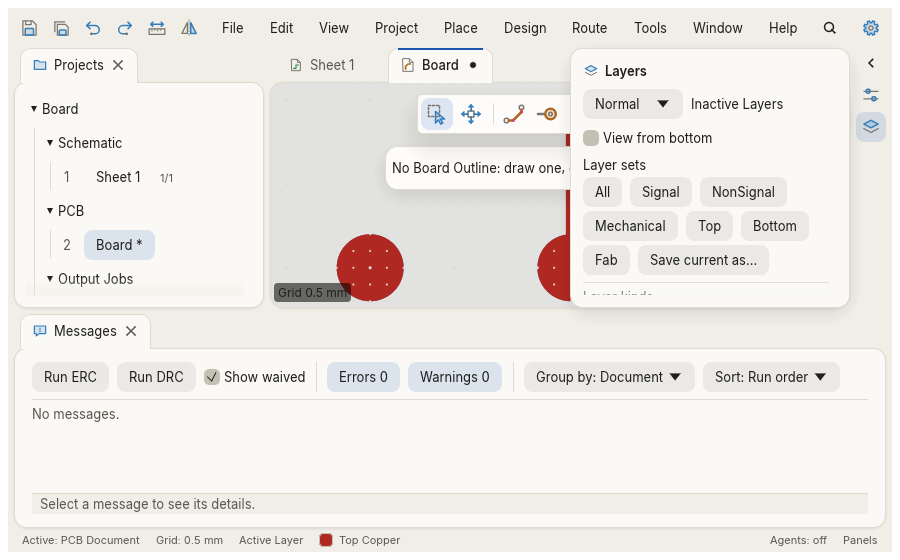 File Edit View Project Place Design Route Tools Window Help
Projects
Sheet 1
Board
Layers
Normal
Inactive Layers
View from bottom
Layer sets
All
Signal
NonSignal
Mechanical
Top
Bottom
Fab
Save current as...
Board
Schematic
1 Sheet 1 1/1
PCB
2 Board *
Output Jobs
No Board Outline: draw one,
Grid 0.5 mm
Messages
Run ERC
Run DRC
Show waived
Errors 0
Warnings 0
Group by: Document
Sort: Run order
No messages.
Select a message to see its details.
Active: PCB Document Grid: 0.5 mm Active Layer Top Copper Agents: off Panels